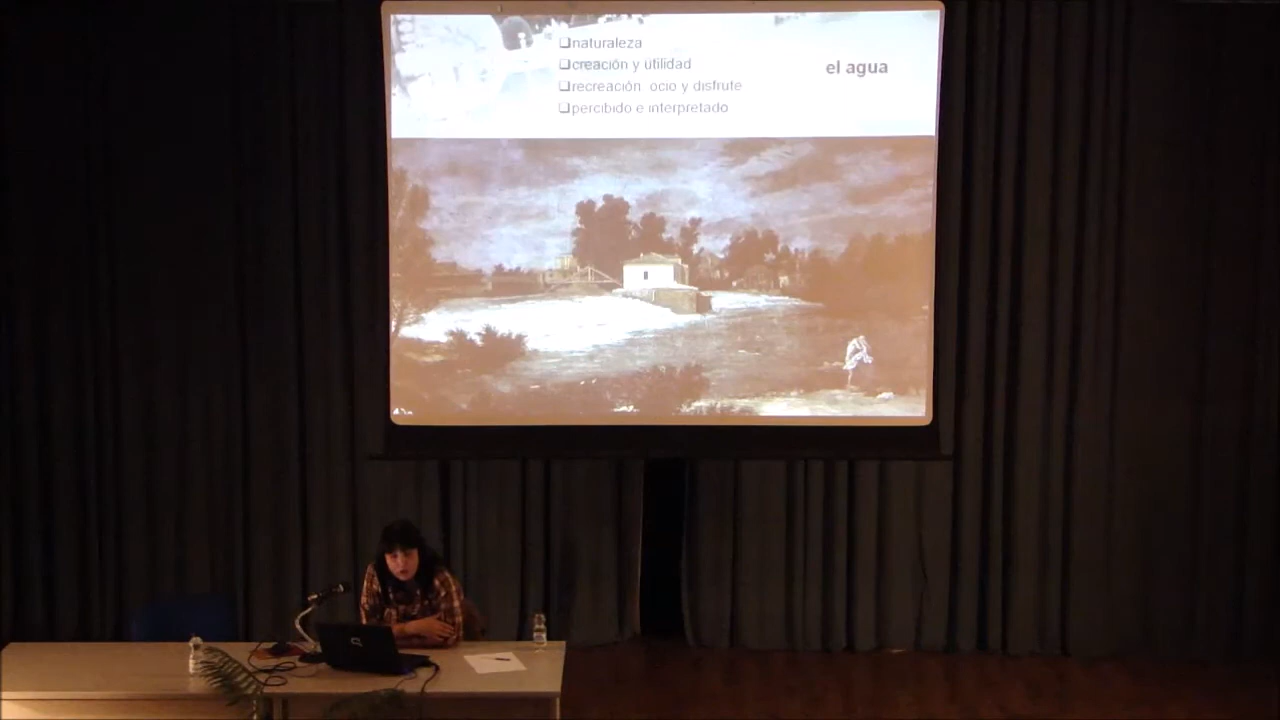 ❑naturaleza
❑creación y utilidad
❑recreación ocio y disfrute
❑percibido e interpretado
el agua